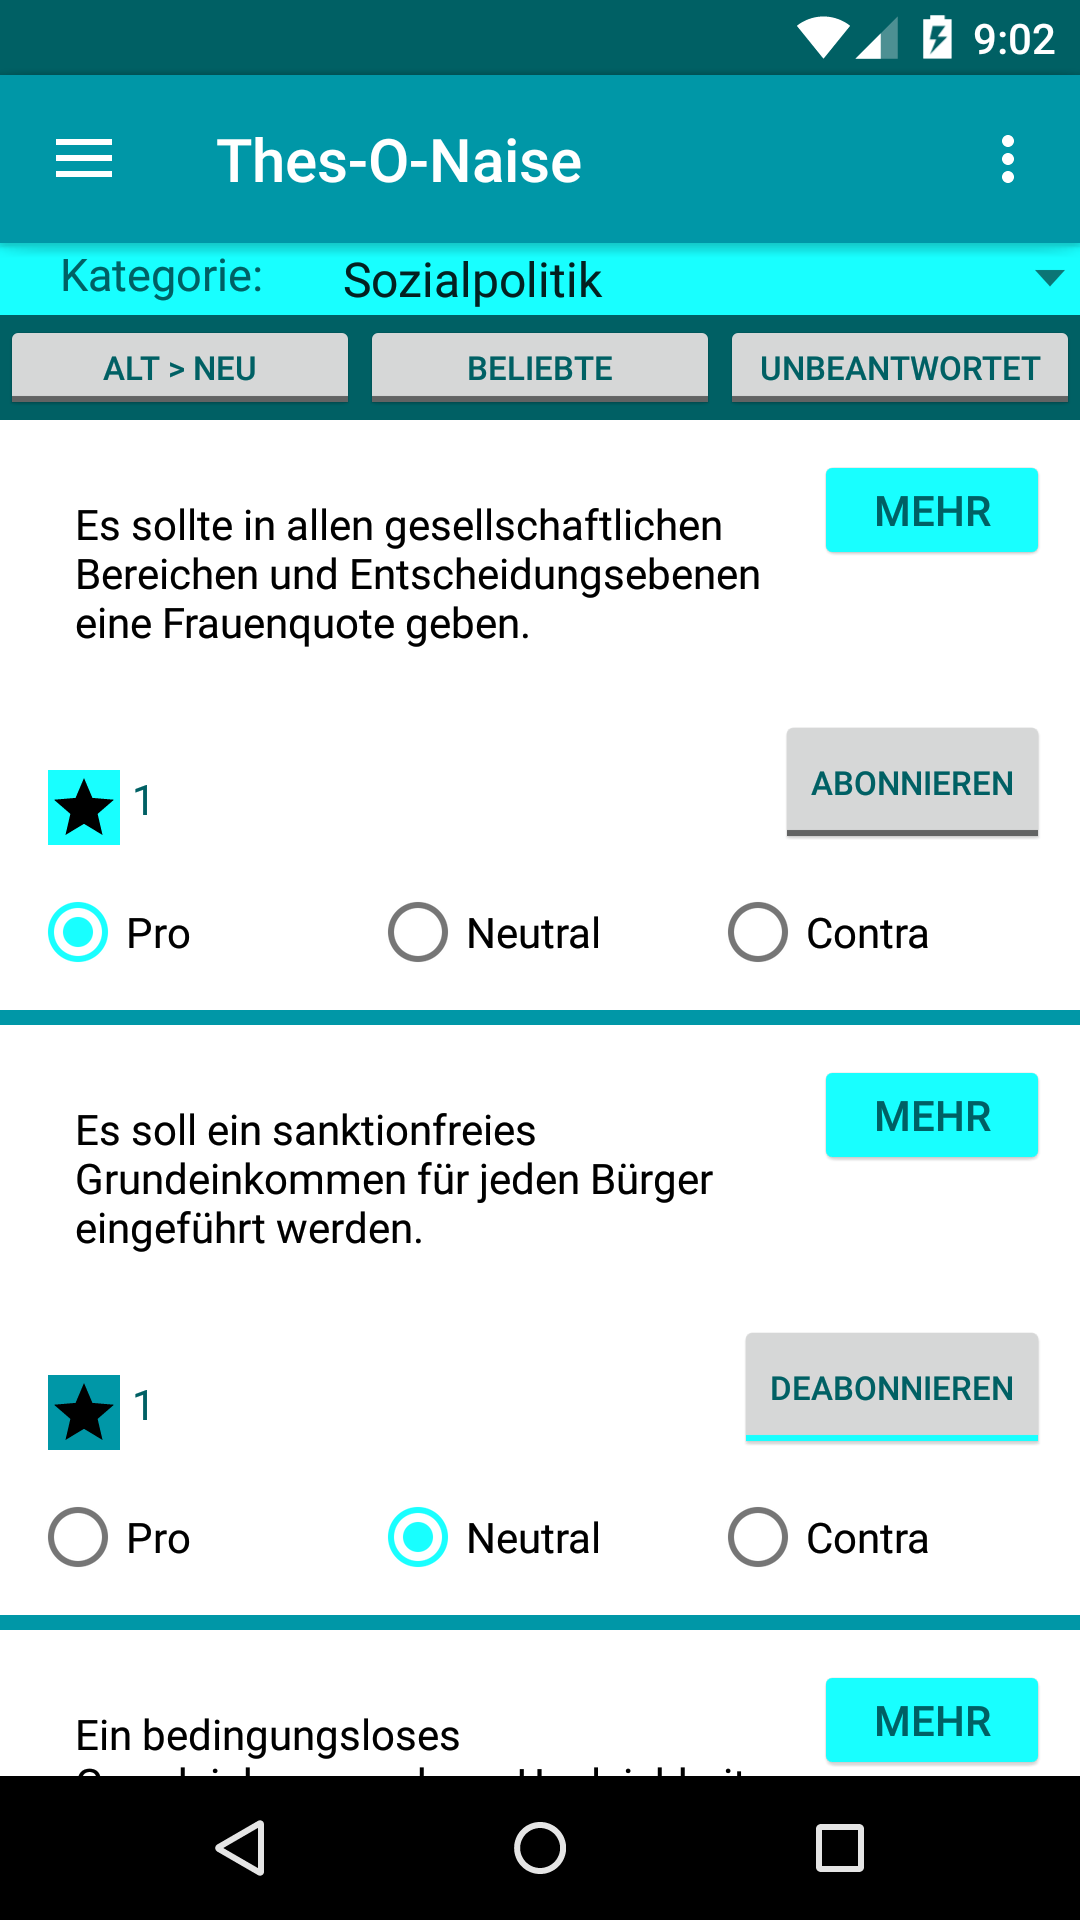 9:02
Thes-O-Naise
Kategorie: Sozialpolitik
ALT > NEU BELIEBTE UNBEANTWORTET
MEHR
Es sollte in allen gesellschaftlichen
Bereichen und Entscheidungsebenen
eine Frauenquote geben.
ABONNIEREN
1
Pro Neutral Contra
MEHR
Es soll ein sanktionfreies
Grundeinkommen für jeden Bürger
eingeführt werden.
DEABONNIEREN
1
Pro Neutral Contra
MEHR
Ein bedingungsloses